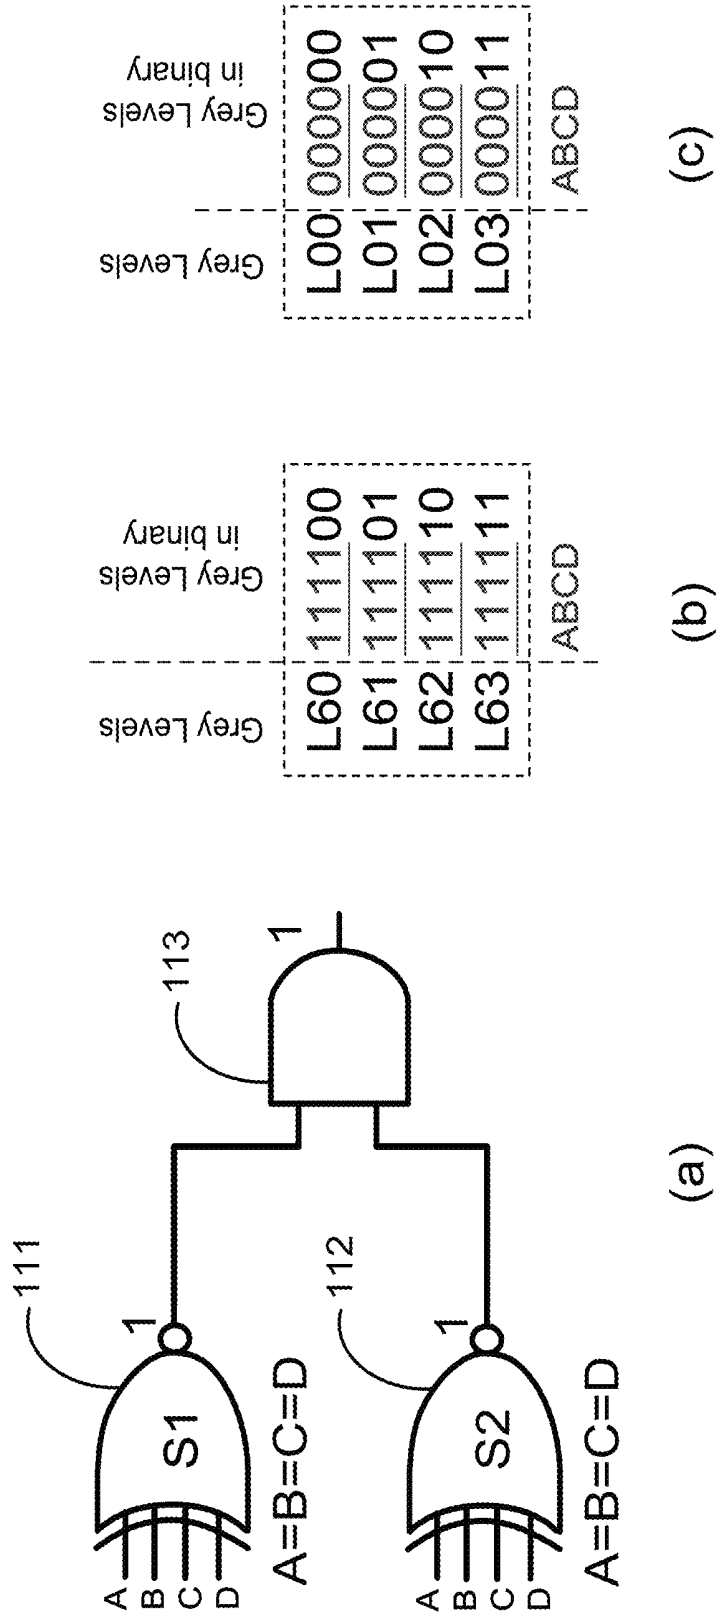 111
A
B
C
D
S1
1
A=B=C=D
112
A
B
C
D
S2
1
A=B=C=D
113
1
(a)
Grey Levels
Grey Levels
in binary
L60 111100
L61 111101
L62 111110
L63 111111
ABCD
(b)
Grey Levels
Grey Levels
in binary
L00 000000
L01 000001
L02 000010
L03 000011
ABCD
(c)